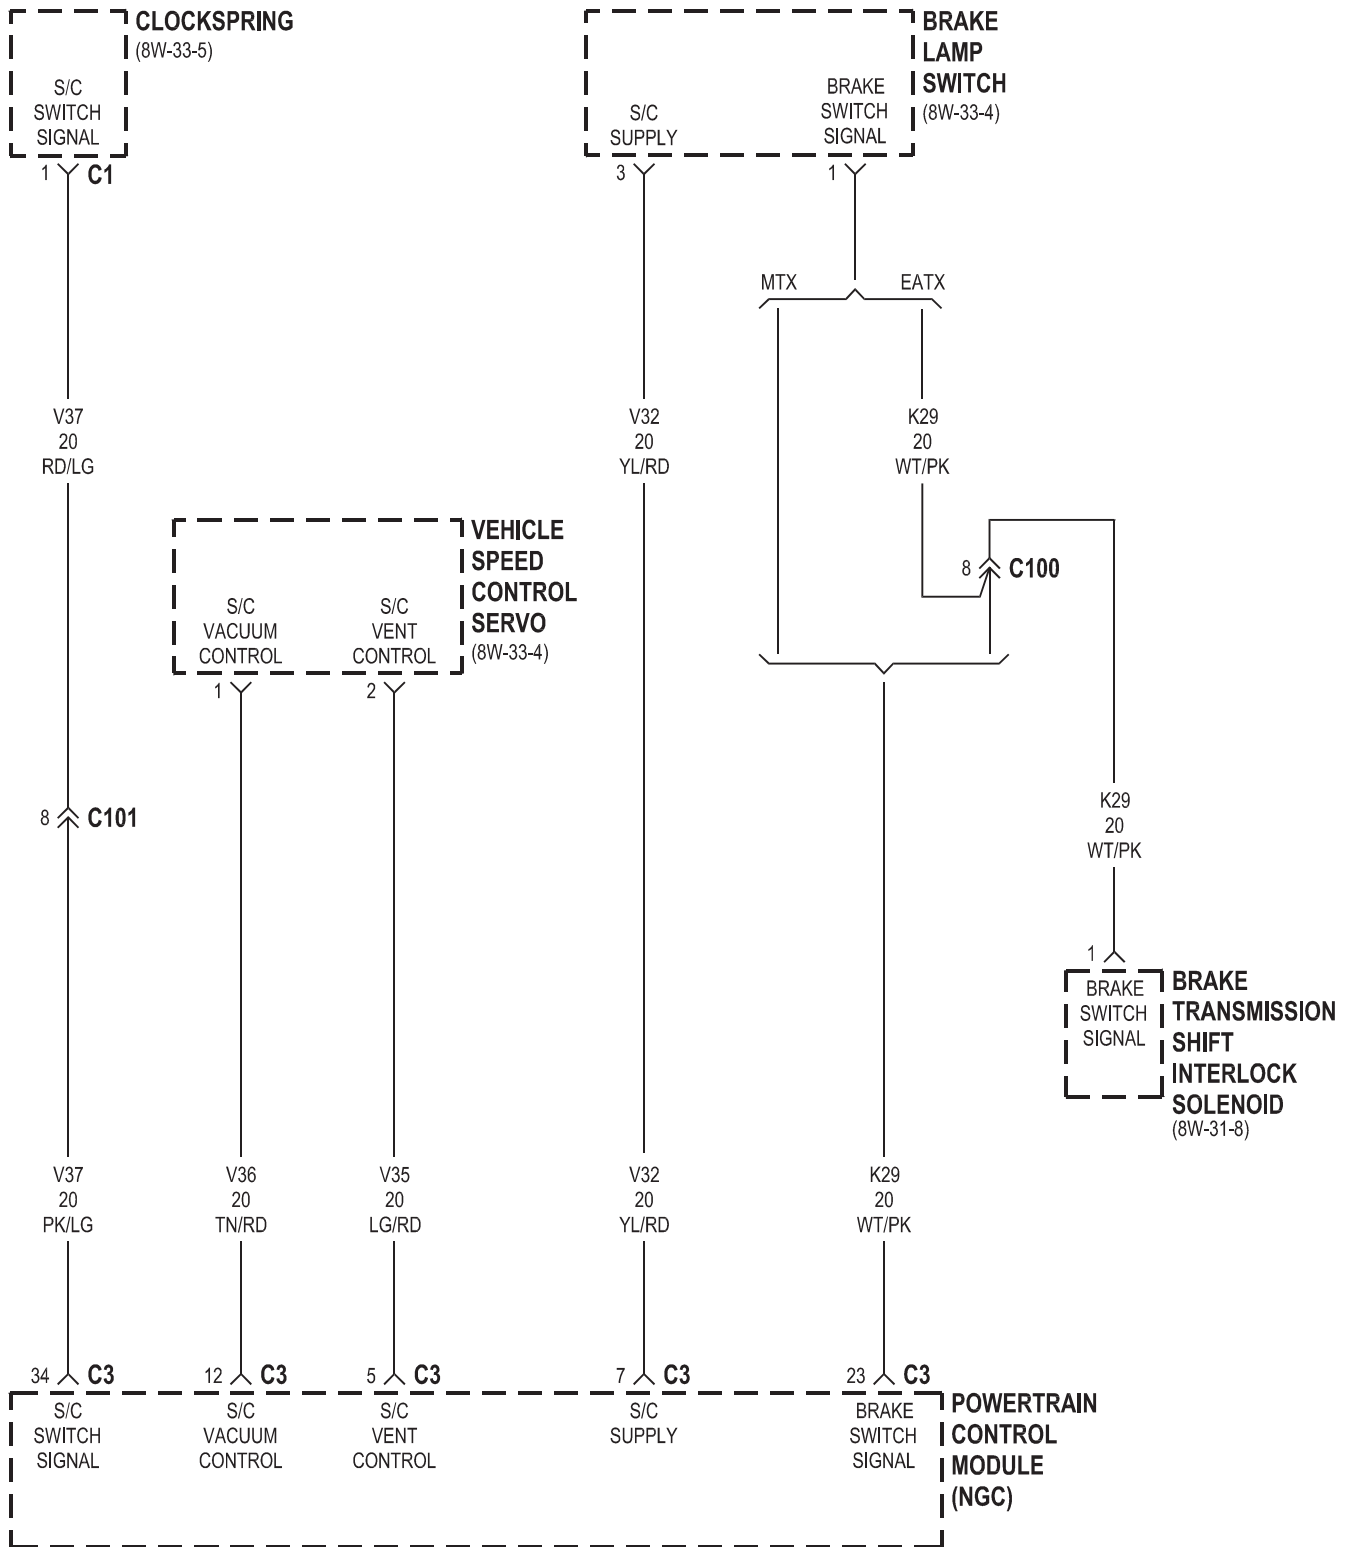 CLOCKSPRING
(8W-33-5)
S/C
SWITCH
SIGNAL
1
C1
BRAKE
LAMP
SWITCH
(8W-33-4)
S/C
SUPPLY
BRAKE
SWITCH
SIGNAL
3
1
MTX
EATX
V37
20
RD/LG
V32
20
YL/RD
K29
20
WT/PK
VEHICLE
SPEED
CONTROL
SERVO
(8W-33-4)
S/C
VACUUM
CONTROL
S/C
VENT
CONTROL
1
2
8
C100
8
C101
K29
20
WT/PK
1
BRAKE
SWITCH
SIGNAL
BRAKE
TRANSMISSION
SHIFT
INTERLOCK
SOLENOID
(8W-31-8)
V37
20
PK/LG
V36
20
TN/RD
V35
20
LG/RD
V32
20
YL/RD
K29
20
WT/PK
34
C3
12
C3
5
C3
7
C3
23
C3
S/C
SWITCH
SIGNAL
S/C
VACUUM
CONTROL
S/C
VENT
CONTROL
S/C
SUPPLY
BRAKE
SWITCH
SIGNAL
POWERTRAIN
CONTROL
MODULE
(NGC)